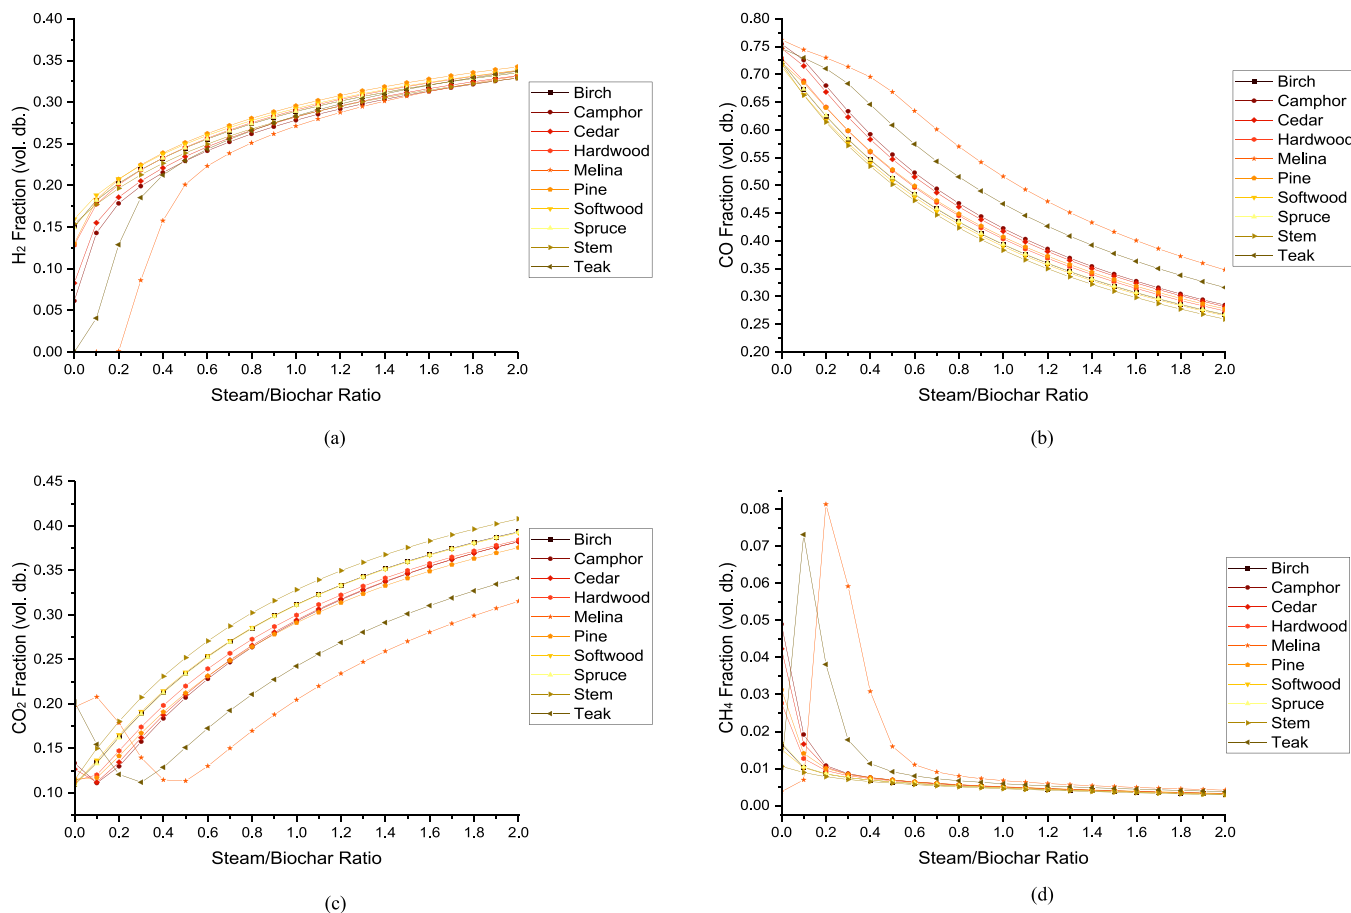 0.40
0.35
0.30
0.25
0.20
0.15
0.10
0.05
0.00
H2 Fraction (vol. db.)
0.0 0.2 0.4 0.6 0.8 1.0 1.2 1.4 1.6 1.8 2.0
Steam/Biochar Ratio
Birch
Camphor
Cedar
Hardwood
Melina
Pine
Softwood
Spruce
Stem
Teak
(a)
0.80
0.75
0.70
0.65
0.60
0.55
0.50
0.45
0.40
0.35
0.30
0.25
0.20
CO Fraction (vol. db.)
0.0 0.2 0.4 0.6 0.8 1.0 1.2 1.4 1.6 1.8 2.0
Steam/Biochar Ratio
Birch
Camphor
Cedar
Hardwood
Melina
Pine
Softwood
Spruce
Stem
Teak
(b)
0.45
0.40
0.35
0.30
0.25
0.20
0.15
0.10
CO2 Fraction (vol. db.)
0.0 0.2 0.4 0.6 0.8 1.0 1.2 1.4 1.6 1.8 2.0
Steam/Biochar Ratio
Birch
Camphor
Cedar
Hardwood
Melina
Pine
Softwood
Spruce
Stem
Teak
(c)
0.08
0.07
0.06
0.05
0.04
0.03
0.02
0.01
0.00
CH4 Fraction (vol. db.)
0.0 0.2 0.4 0.6 0.8 1.0 1.2 1.4 1.6 1.8 2.0
Steam/Biochar Ratio
Birch
Camphor
Cedar
Hardwood
Melina
Pine
Softwood
Spruce
Stem
Teak
(d)